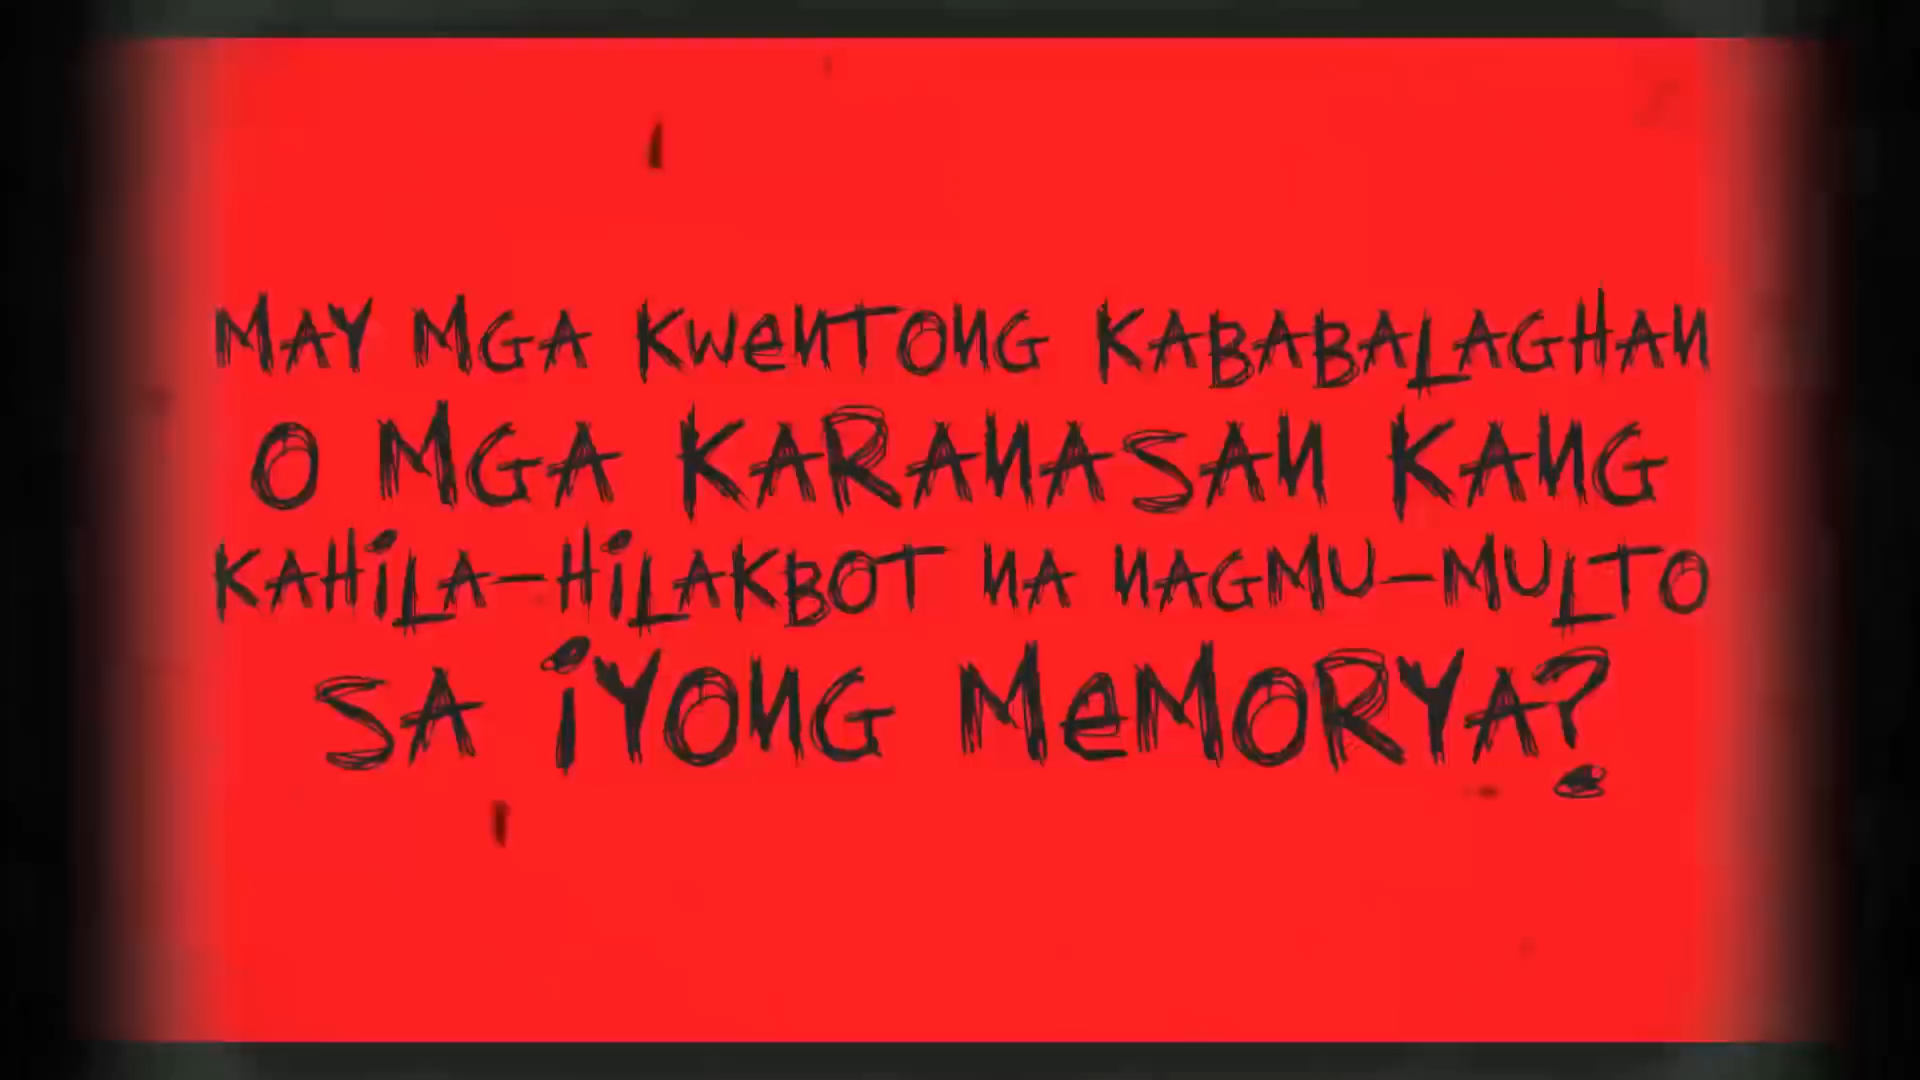 MAY MGA KWeNTONG KABABALAGHAN
O MGA KARANASAN KANG
KAHiLA-HiLAKBOT NA NAGMU-MULTO
SA iYONG MeMORYA?